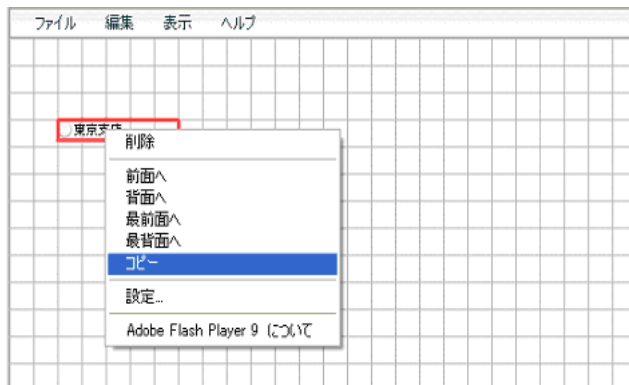 ファイル 編集 表示 ヘルプ
東京支店
削除
前面へ
背面へ
最前面へ
最背面へ
コピー
設定...
Adobe Flash Player 9 について